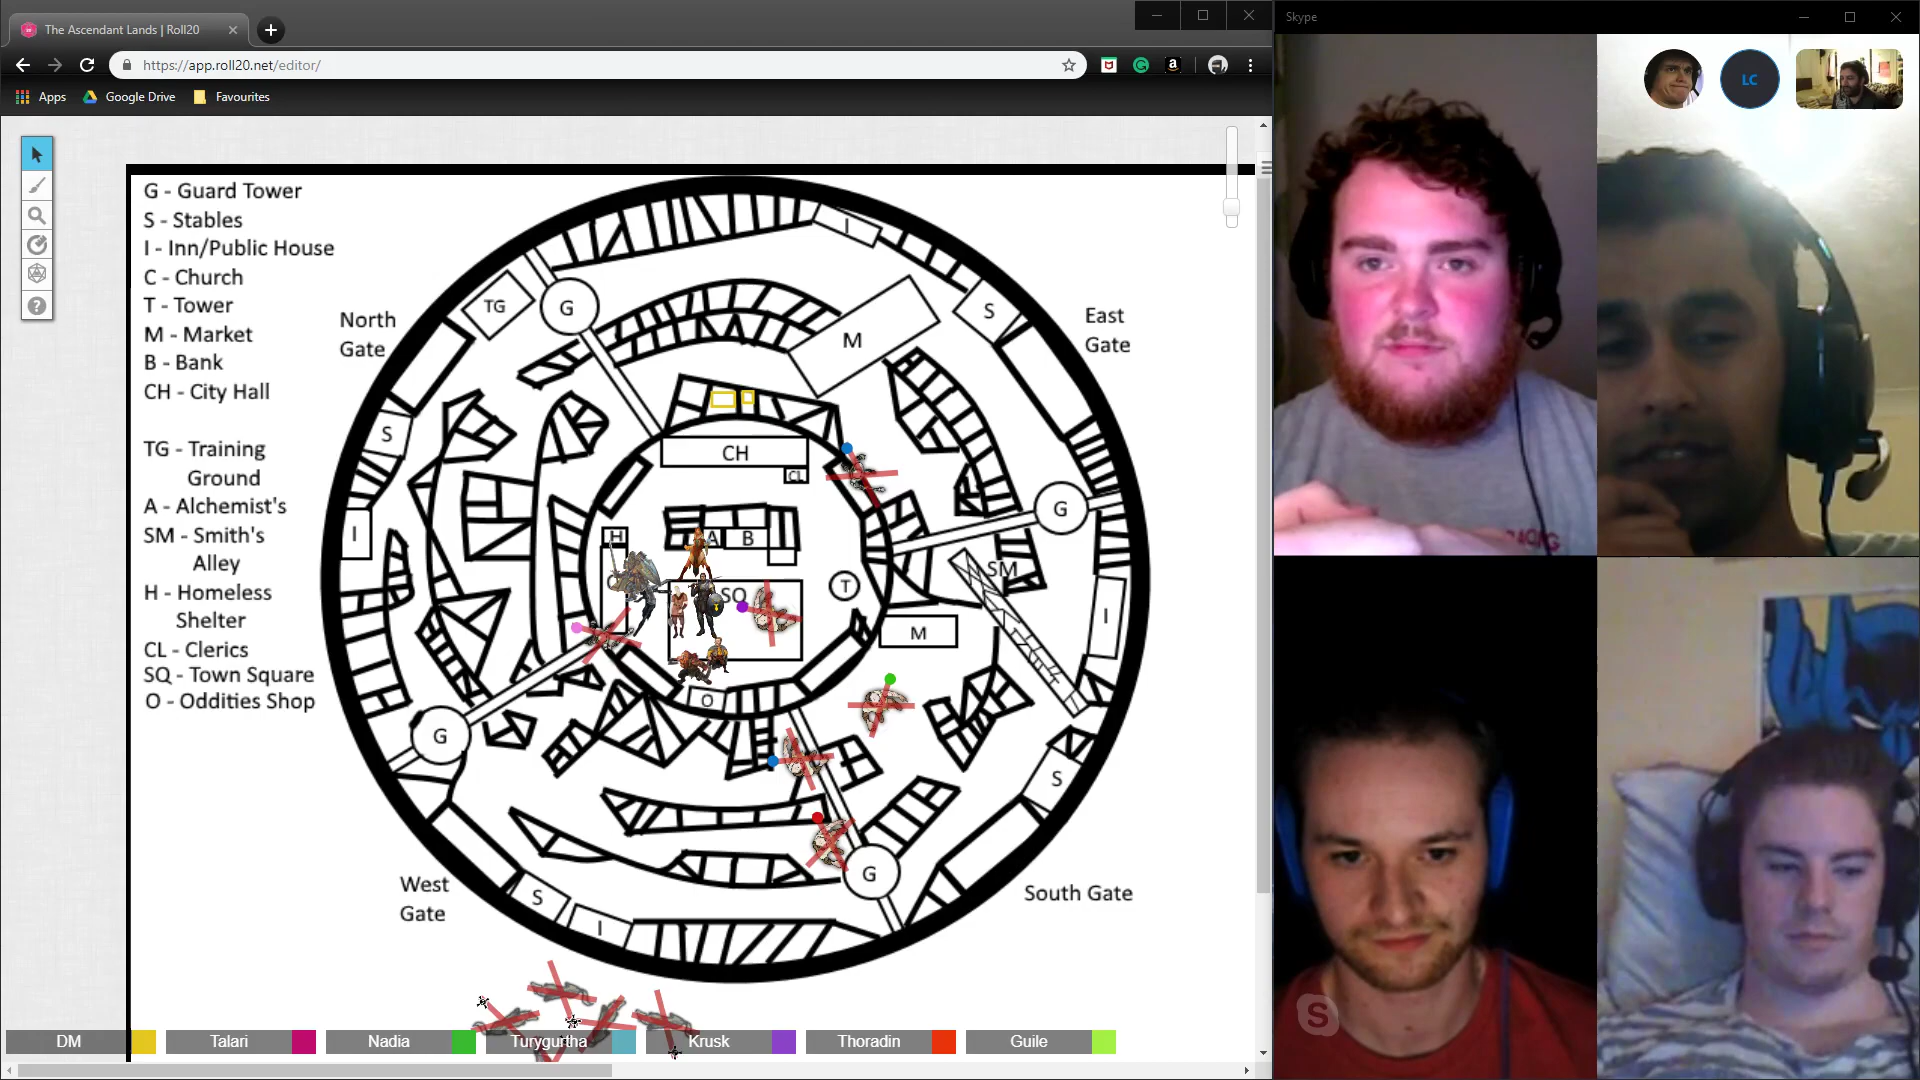 The Ascendant Lands | Roll20
https://app.roll20.net/editor/
Apps
Google Drive
Favourites
Skype
LC
G - Guard Tower
S - Stables
I - Inn/Public House
C - Church
T - Tower
M - Market
B - Bank
CH - City Hall
TG - Training
Ground
A - Alchemist's
SM - Smith's
Alley
H - Homeless
Shelter
CL - Clerics
SQ - Town Square
O - Oddities Shop
North
Gate
East
Gate
West
Gate
South Gate
I
TG
G
S
M
S
CH
CL
G
I
H
A
B
SM
T
SQ
I
M
O
G
S
G
S
I
DM
Talari
Nadia
Turygurtha
Krusk
Thoradin
Guile